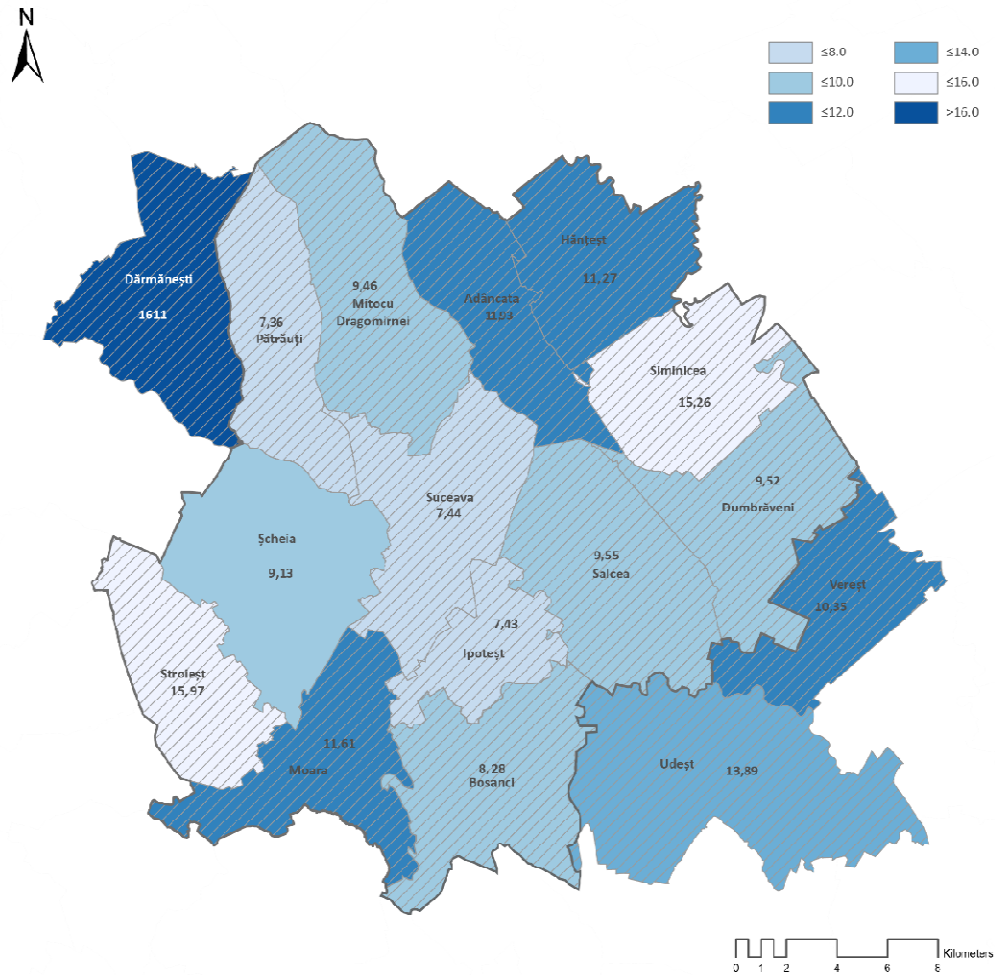 N
≤8.0
≤14.0
≤10.0
≤16.0
≤12.0
>16.0
Hănțești
11,27
Dărmănești
1611
9,46
Mitocu
Dragomirnei
Adâncata
11,93
7,36
Pătrăuți
Siminicea
15,26
9,52
Dumbrăveni
Suceava
7,44
Șcheia
9,13
9,55
Salcea
Verești
10,35
7,43
Ipotești
Stroiești
15,97
11,61
Moara
8,28
Bosanci
Udești
13,89
Kilometers
0 1 2 4 6 8